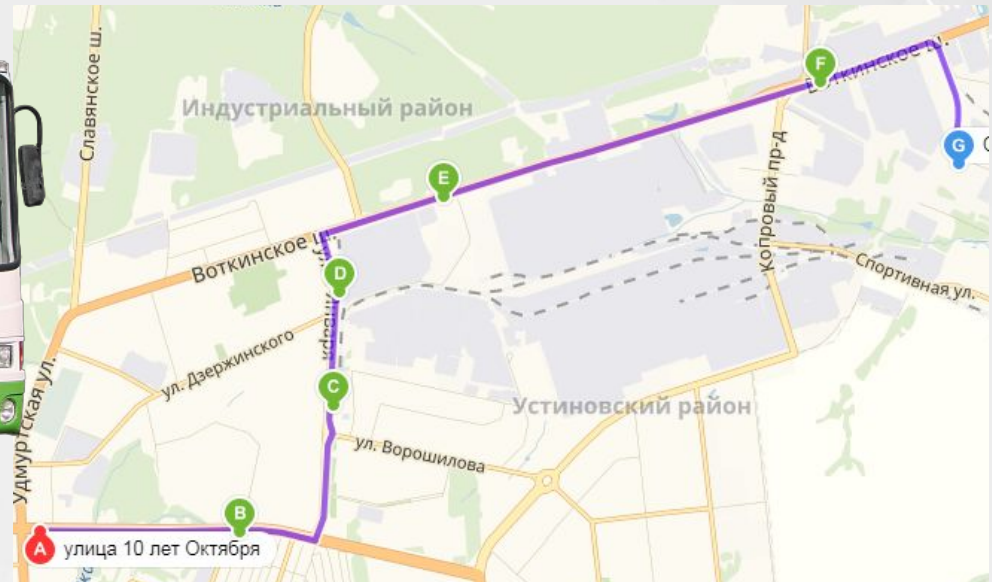 Славянское ш.
Индустриальный район
F
Воткинское ш.
G
E
Копровый пр-д
Воткинское ш.
D
Спортивная ул.
ул. Дзержинского
C
Устиновский район
Удмуртская ул.
ул. Ворошилова
B
A
улица 10 лет Октября